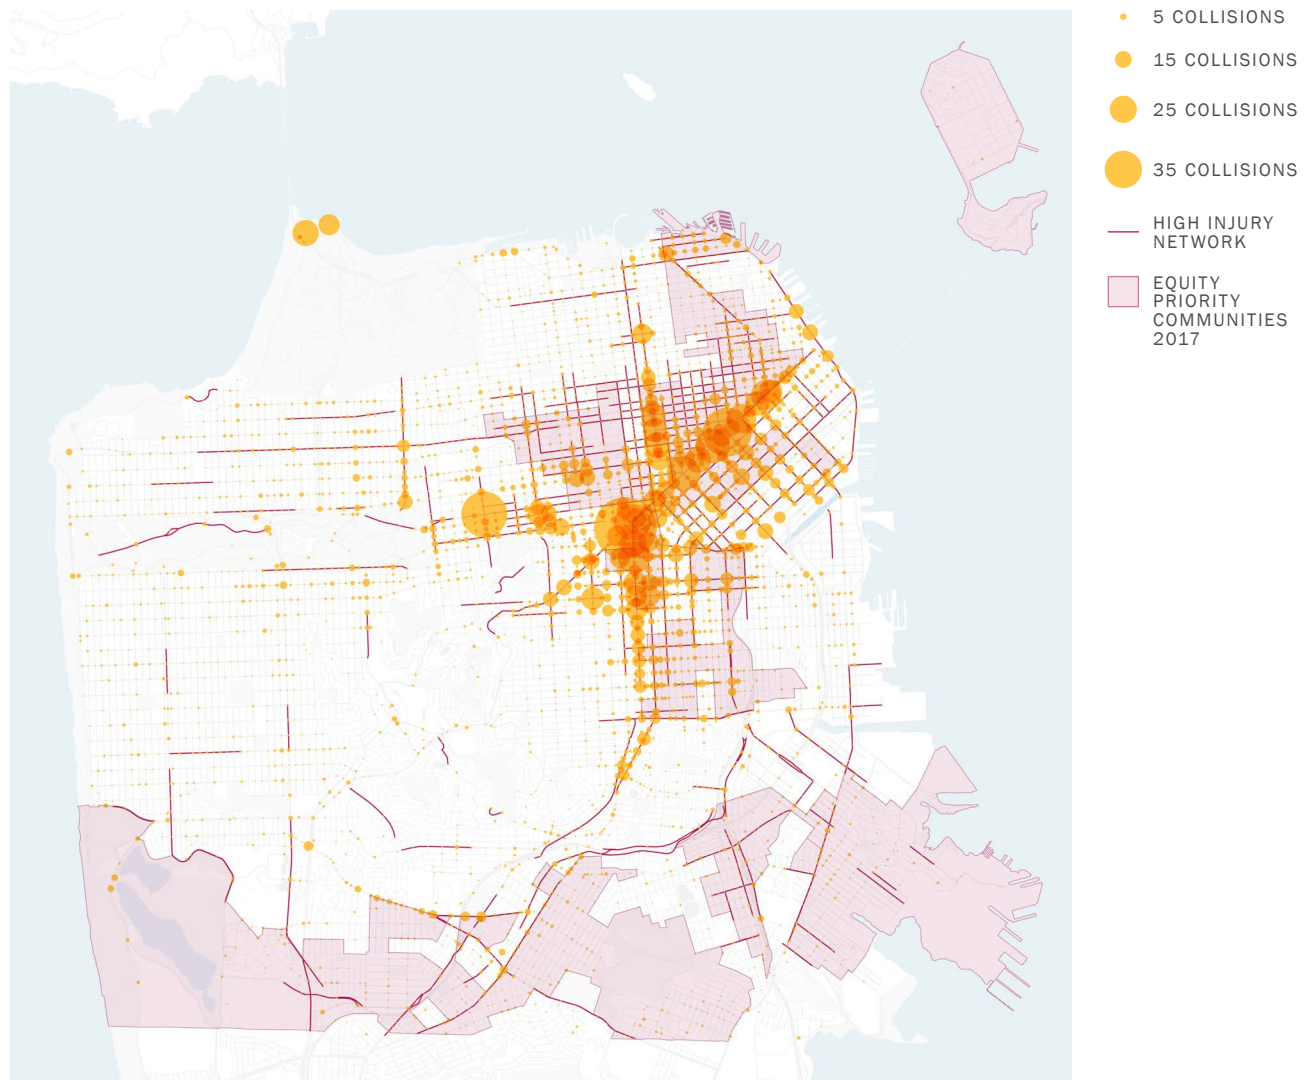 5 COLLISIONS
15 COLLISIONS
25 COLLISIONS
35 COLLISIONS
HIGH INJURY
NETWORK
EQUITY
PRIORITY
COMMUNITIES
2017